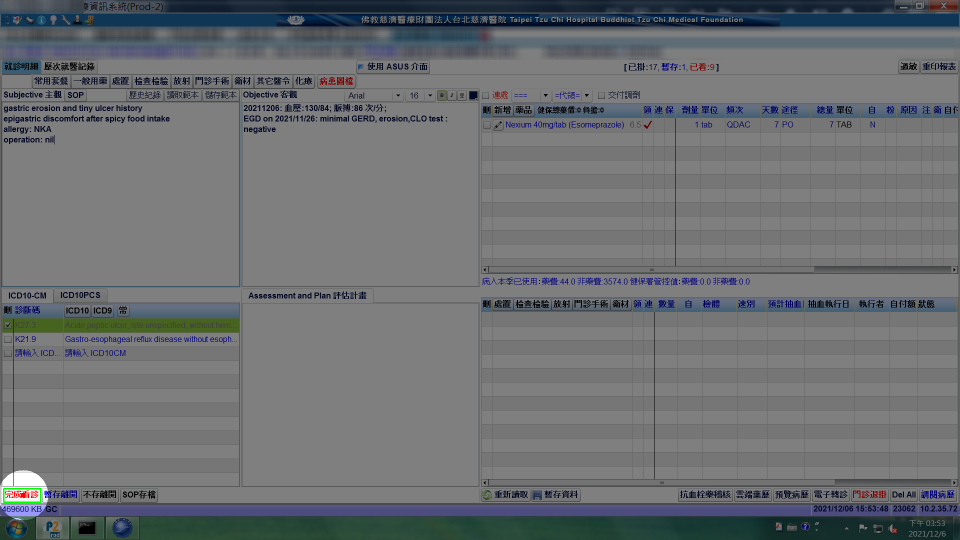 資訊系統(Prod-2)
佛教慈濟醫療財團法人台北慈濟醫院 Taipei Tzu Chi Hospital Buddhist Tzu Chi Medical Foundation
就診明細 歷次就醫記錄
使用 ASUS 介面
[已掛:17, 暫存:1, 已看:9]
過敏 重印報表
常用套餐 一般用藥 處置 檢查檢驗 放射 門診手術 衛材 其它醫令 化療 病患圖檔
Subjective 主觀 SOP 歷史紀錄 讀取範本 儲存範本
gastric erosion and tiny ulcer history
epigastric discomfort after spicy food intake
allergy: NKA
operation: nil
Objective 客觀 Arial 16 B I E
20211206: 血壓:130/84; 脈搏:86 次/分;
EGD on 2021/11/26: minimal GERD, erosion,CLO test :
negative
連處 === =代碼= 交付調劑
刪 新增 藥品 健保總藥價:0 負擔:0 領 連 保 劑量 單位 頻次 天數 途徑 總量 單位 自 粉 原因 注 衛 自付
Nexium 40mg/tab (Esomeprazole) 6.5 1 tab QDAC 7 PO 7 TAB N
病人本季已使用:藥費:44.0 非藥費:3574.0 健保署管控值:藥費:0.0 非藥費:0.0
ICD10-CM ICD10PCS
刪 診斷碼 ICD10 ICD9 常
K27.3 Acute peptic ulcer, site unspecified, without hem...
K21.9 Gastro-esophageal reflux disease without esoph...
請輸入 ICD... 請輸入 ICD10CM
Assessment and Plan 評估計畫
刪 處置 檢查檢驗 放射 門診手術 衛材 領 連 數量 自 檢體 速別 預計抽血 抽血執行日 執行者 自付額 狀態
完成看診 暫存離開 不存離開 SOP存檔
重新讀取 暫存資料
抗血栓藥稽核 雲端藥歷 預覽病歷 電子轉診 門診退掛 Del All 調閱病歷
469600 KB GC
2021/12/06 15:53:48 23062 10.2.35.72
下午 03:53
2021/12/6